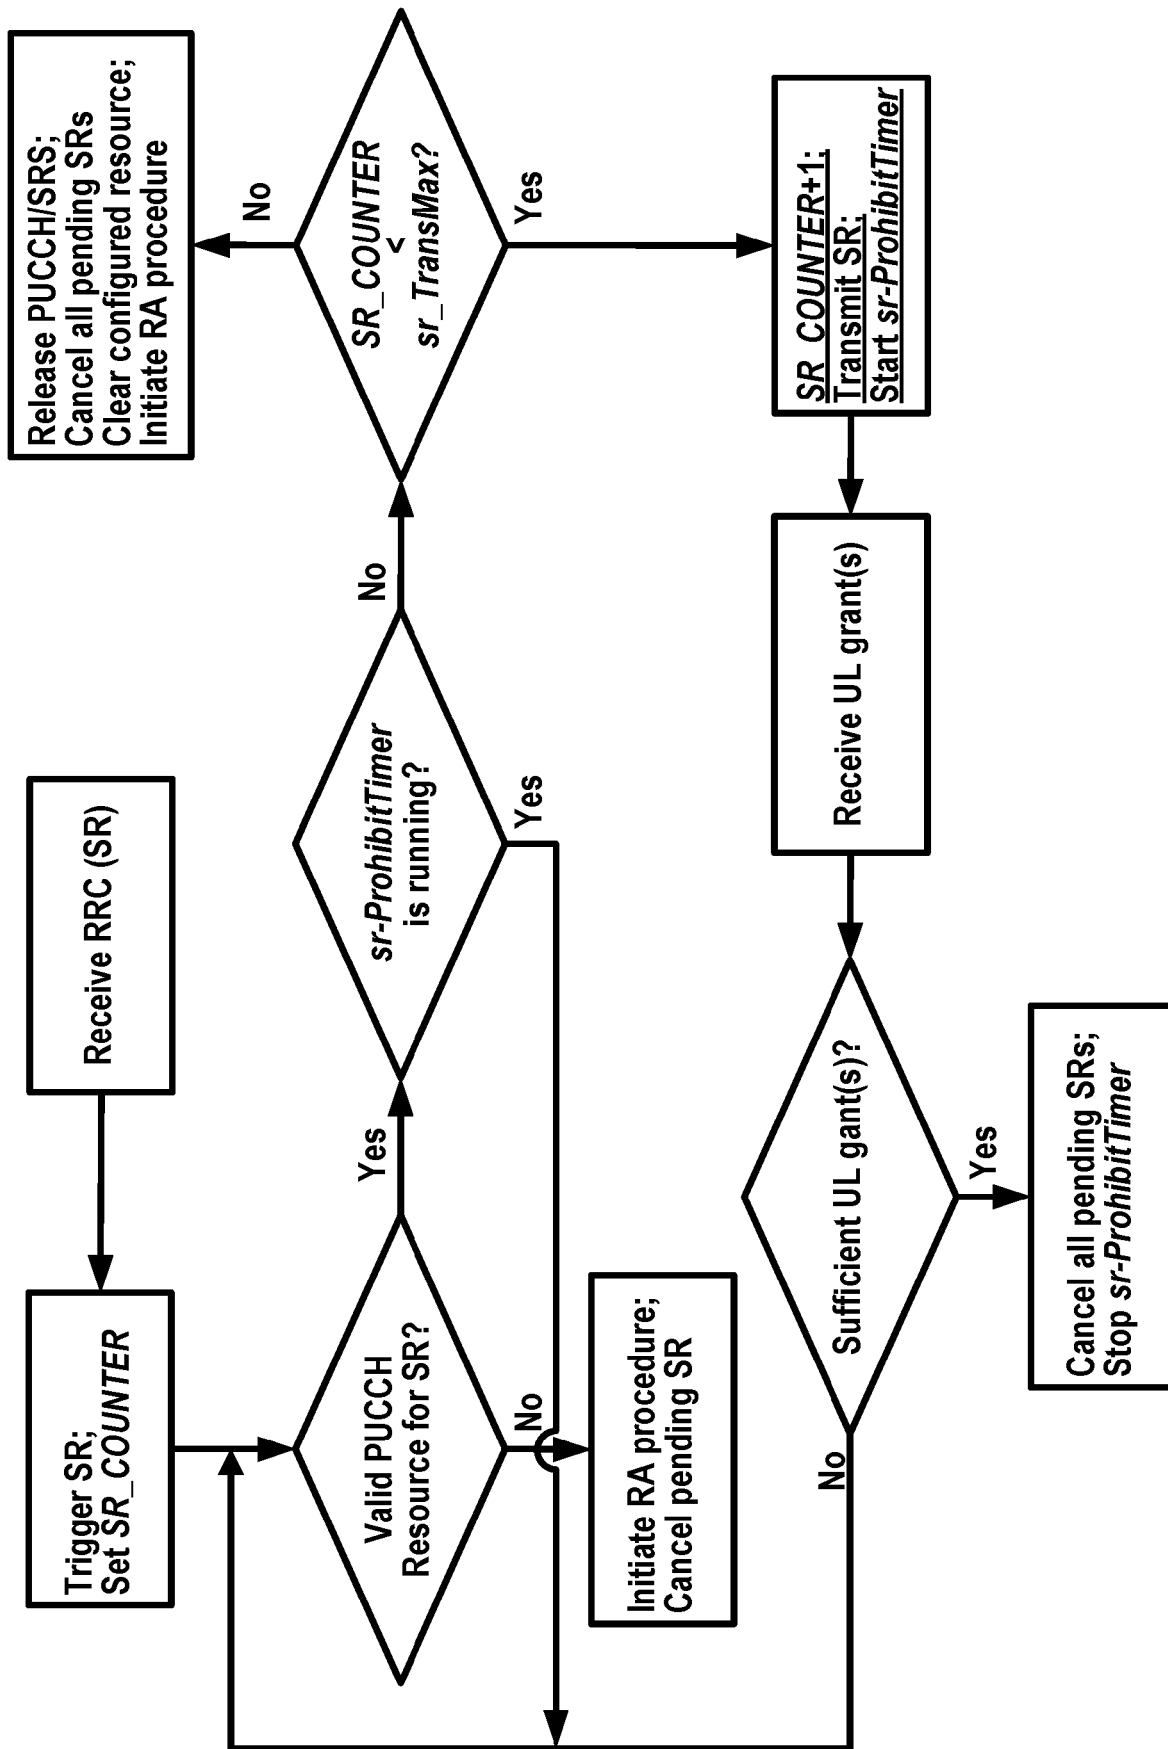 Receive RRC (SR)
Trigger SR;
Set SR_COUNTER
Valid PUCCH
Resource for SR?
Yes
No
Initiate RA procedure;
Cancel pending SR
sr-ProhibitTimer
is running?
No
Yes
SR_COUNTER
<
sr_TransMax?
No
Release PUCCH/SRS;
Cancel all pending SRs
Clear configured resource;
Initiate RA procedure
Yes
SR_COUNTER+1;
Transmit SR;
Start sr-ProhibitTimer
Receive UL grant(s)
Sufficient UL gant(s)?
No
Yes
Cancel all pending SRs;
Stop sr-ProhibitTimer